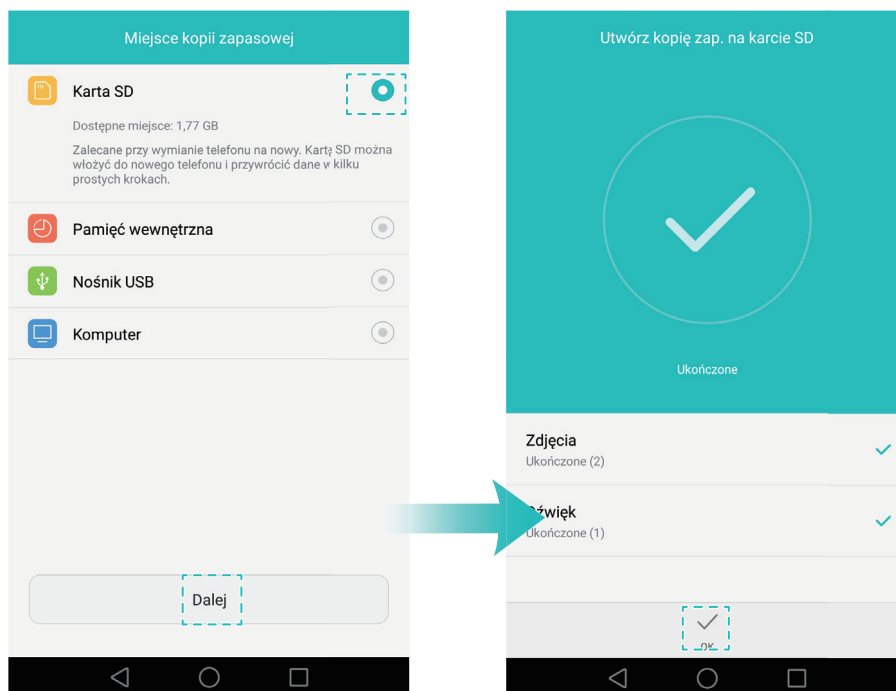 Miejsce kopii zapasowej
Karta SD
Dostępne miejsce: 1,77 GB
Zalecane przy wymianie telefonu na nowy. Kartę SD można
włożyć do nowego telefonu i przywrócić dane w kilku
prostych krokach.
Pamięć wewnętrzna
Nośnik USB
Komputer
Dalej
Utwórz kopię zap. na karcie SD
Ukończone
Zdjęcia
Ukończone (2)
Dźwięk
Ukończone (1)
OK